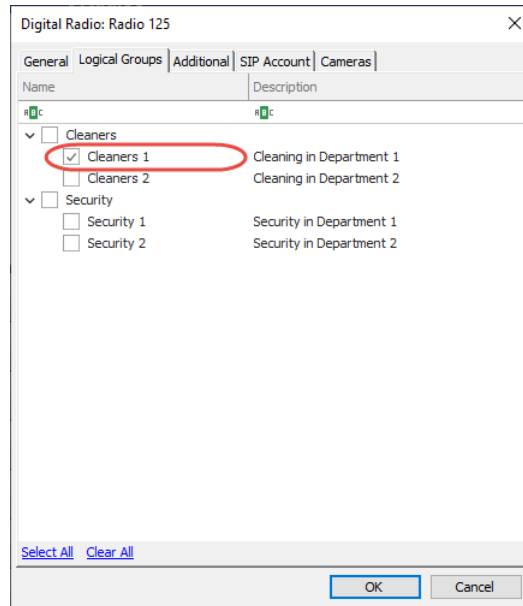 Digital Radio: Radio 125
General Logical Groups Additional SIP Account Cameras
Name Description
ABC ABC
Cleaners
Cleaners 1 Cleaning in Department 1
Cleaners 2 Cleaning in Department 2
Security
Security 1 Security in Department 1
Security 2 Security in Department 2
Select All Clear All
OK Cancel